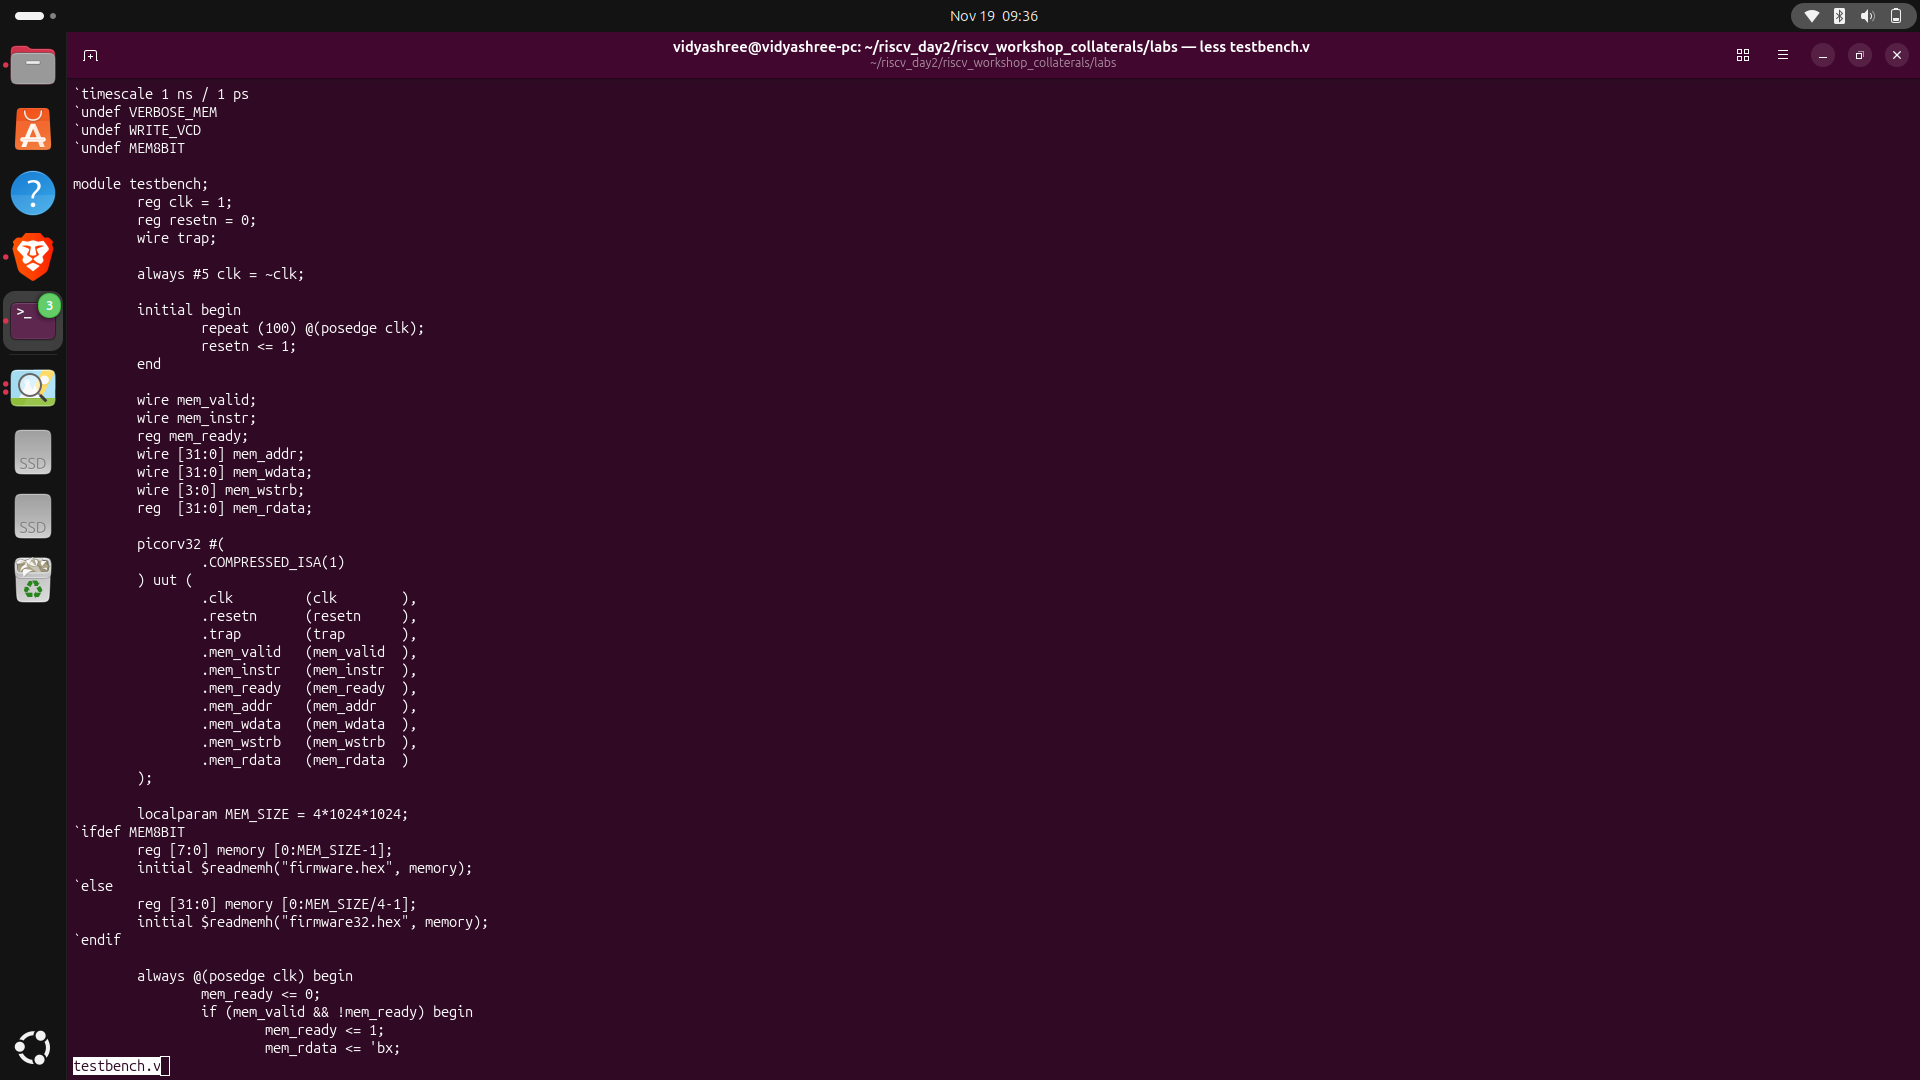 Nov 19 09:36
vidyashree@vidyashree-pc: ~/riscv_day2/riscv_workshop_collaterals/labs — less testbench.v
~/riscv_day2/riscv_workshop_collaterals/labs
`timescale 1 ns / 1 ps
`undef VERBOSE_MEM
`undef WRITE_VCD
`undef MEM8BIT
module testbench;
reg clk = 1;
reg resetn = 0;
wire trap;
always #5 clk = ~clk;
initial begin
repeat (100) @(posedge clk);
resetn <= 1;
end
wire mem_valid;
wire mem_instr;
reg mem_ready;
wire [31:0] mem_addr;
wire [31:0] mem_wdata;
wire [3:0] mem_wstrb;
reg  [31:0] mem_rdata;
picorv32 #(
.COMPRESSED_ISA(1)
) uut (
.clk         (clk        ),
.resetn      (resetn     ),
.trap        (trap       ),
.mem_valid   (mem_valid  ),
.mem_instr   (mem_instr  ),
.mem_ready   (mem_ready  ),
.mem_addr    (mem_addr   ),
.mem_wdata   (mem_wdata  ),
.mem_wstrb   (mem_wstrb  ),
.mem_rdata   (mem_rdata  )
);
localparam MEM_SIZE = 4*1024*1024;
`ifdef MEM8BIT
reg [7:0] memory [0:MEM_SIZE-1];
initial $readmemh("firmware.hex", memory);
`else
reg [31:0] memory [0:MEM_SIZE/4-1];
initial $readmemh("firmware32.hex", memory);
`endif
always @(posedge clk) begin
mem_ready <= 0;
if (mem_valid && !mem_ready) begin
mem_ready <= 1;
mem_rdata <= 'bx;
testbench.v
3
SSD
SSD